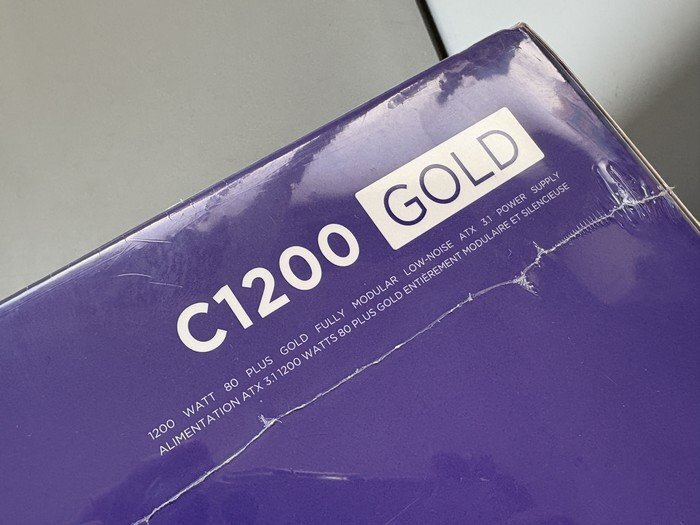 C1200 GOLD
1200 WATT 80 PLUS GOLD FULLY MODULAR LOW-NOISE ATX 3.1 POWER SUPPLY
ALIMENTATION ATX 3.1 1200 WATTS 80 PLUS GOLD ENTIÈREMENT MODULAIRE ET SILENCIEUSE